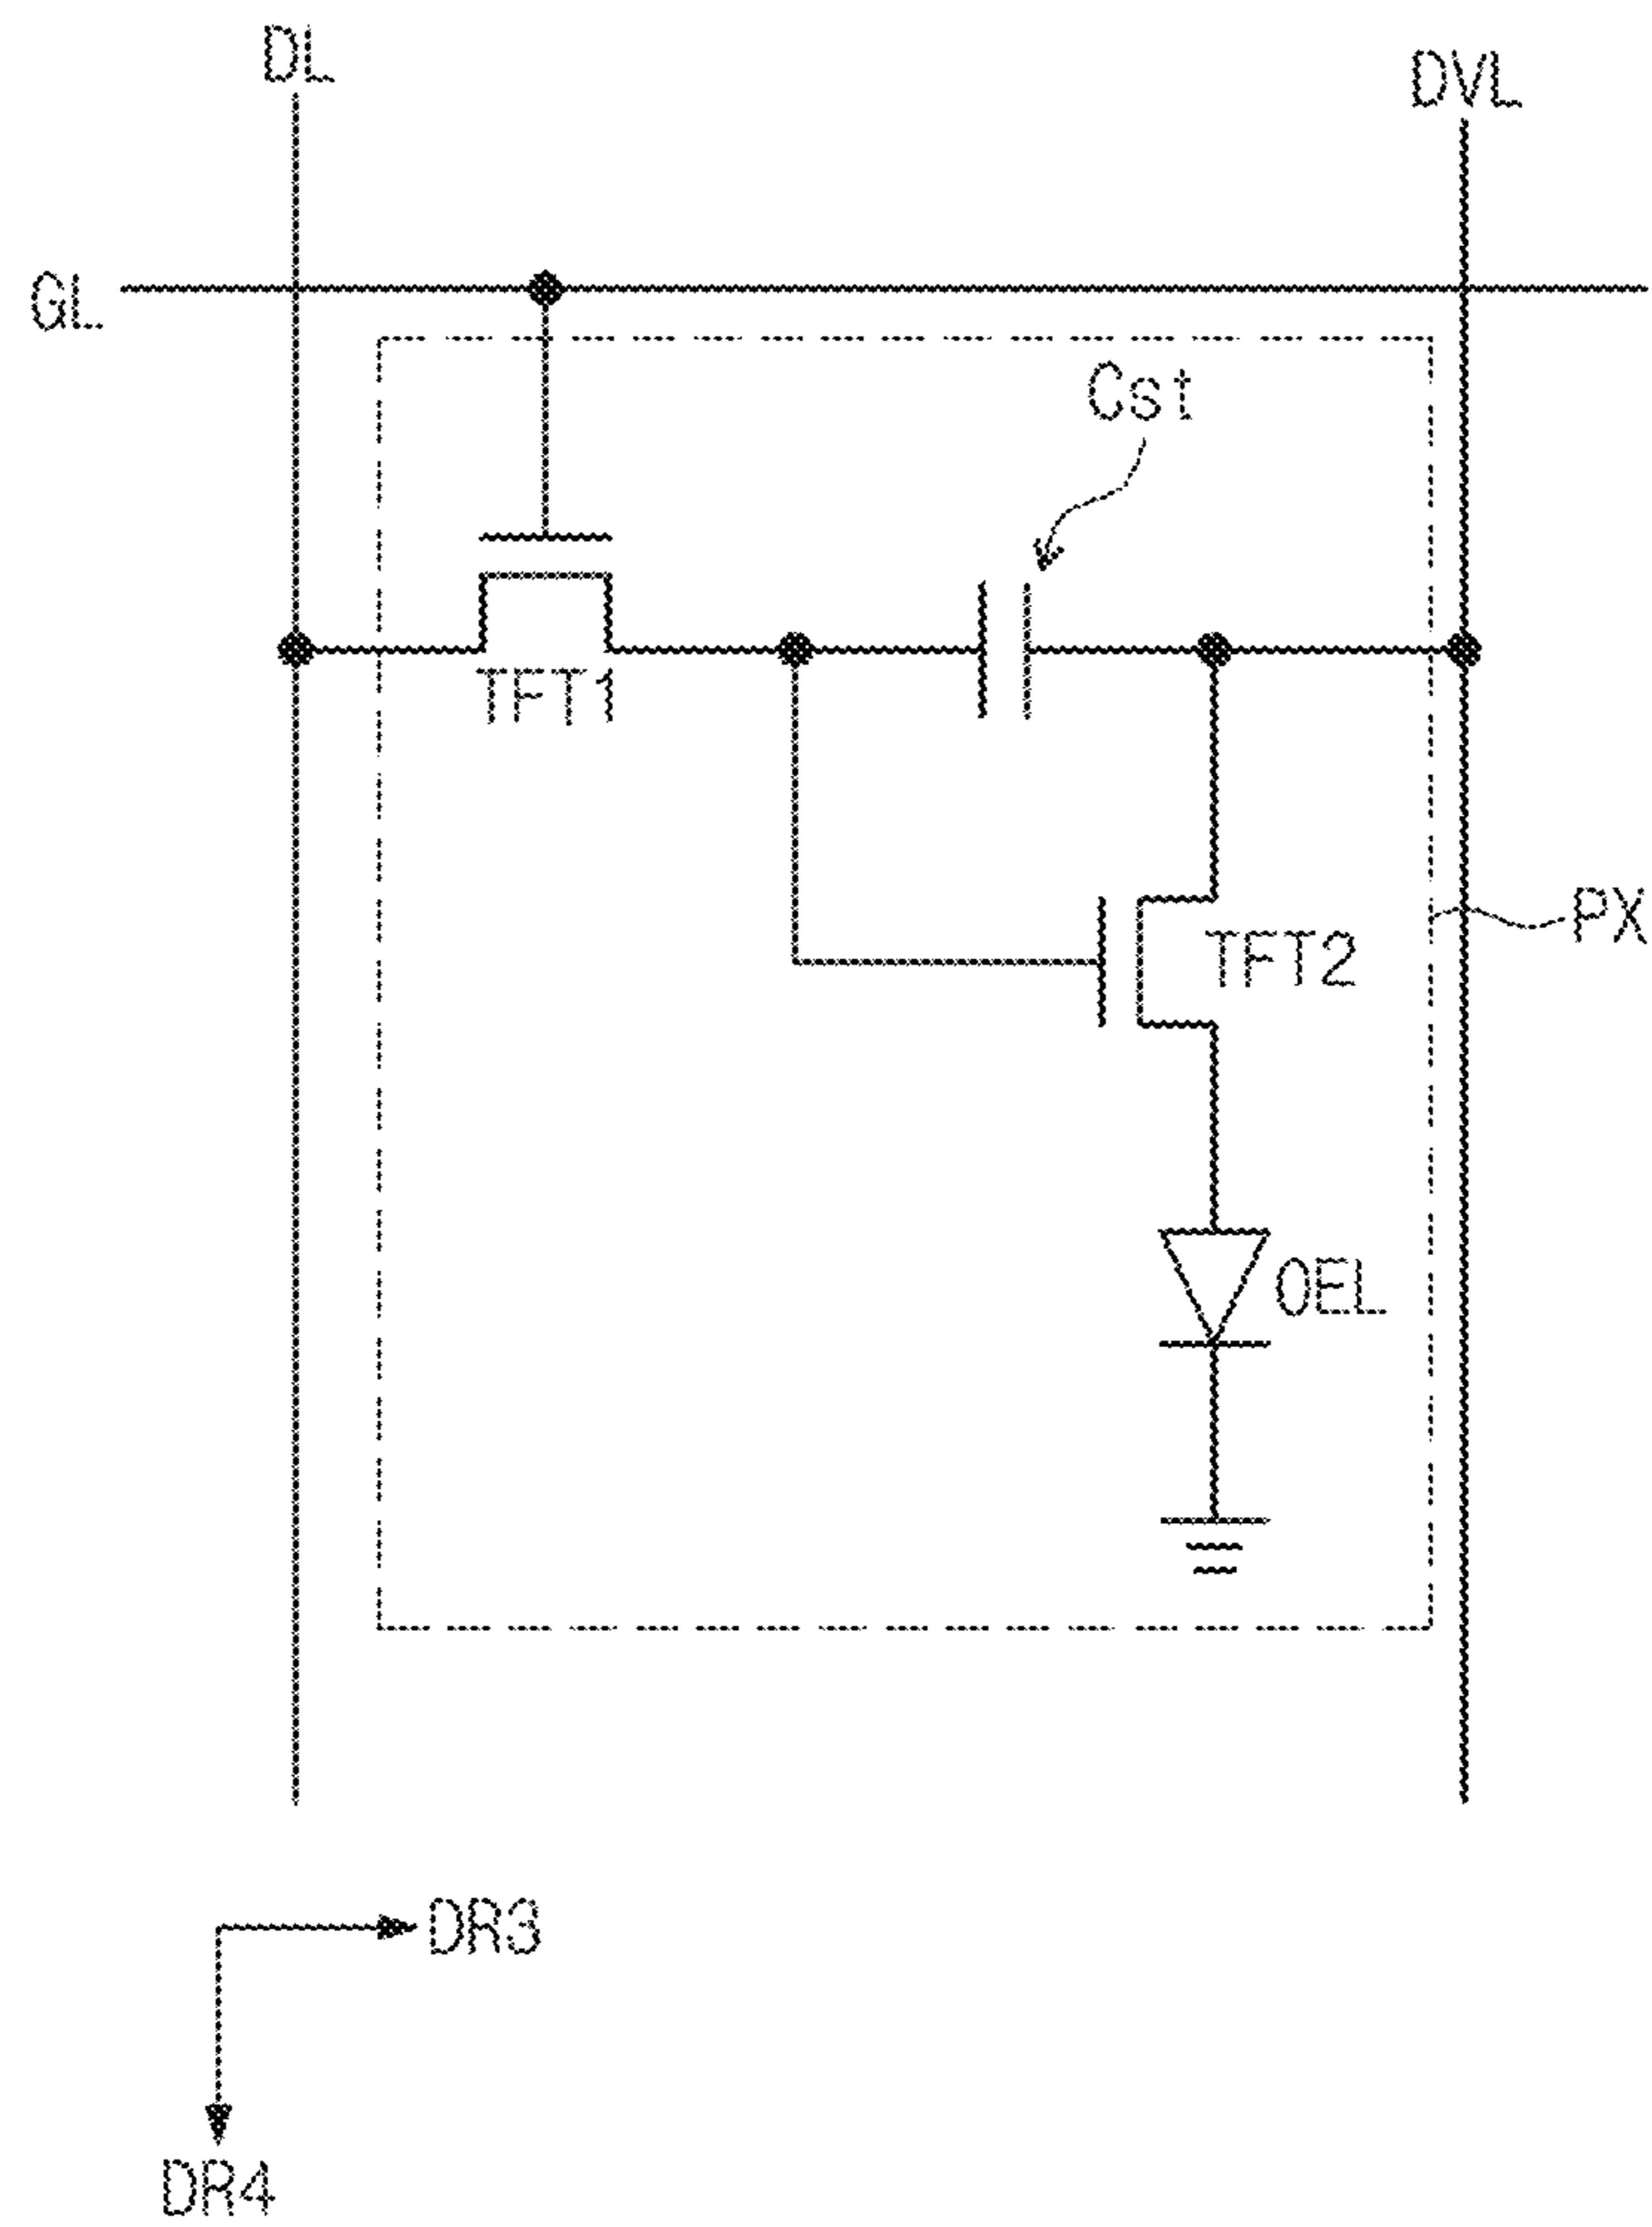 DL
DVL
GL
Cst
TFT1
PX
TFT2
OEL
DR3
DR4